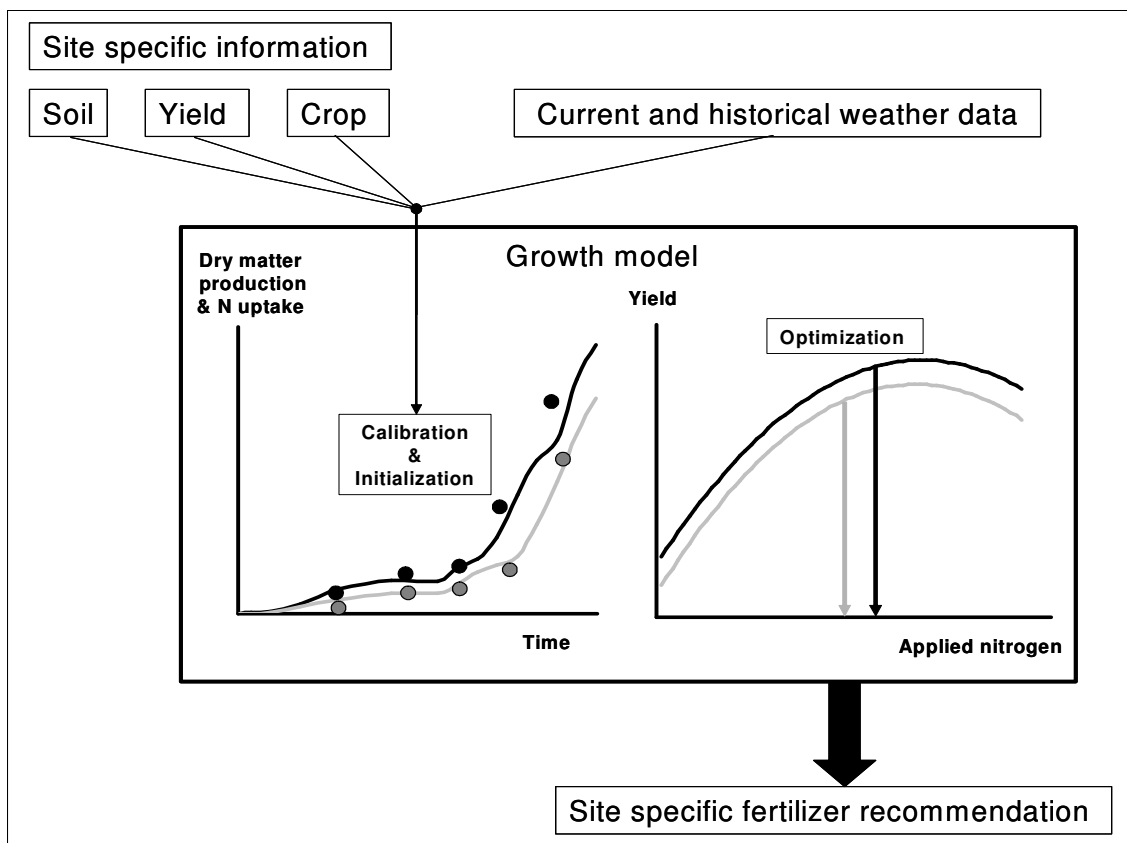 Site specific information
Soil
Yield
Crop
Current and historical weather data
Growth model
Dry matter
production
& N uptake
Calibration
&
Initialization
Time
Yield
Optimization
Applied nitrogen
Site specific fertilizer recommendation